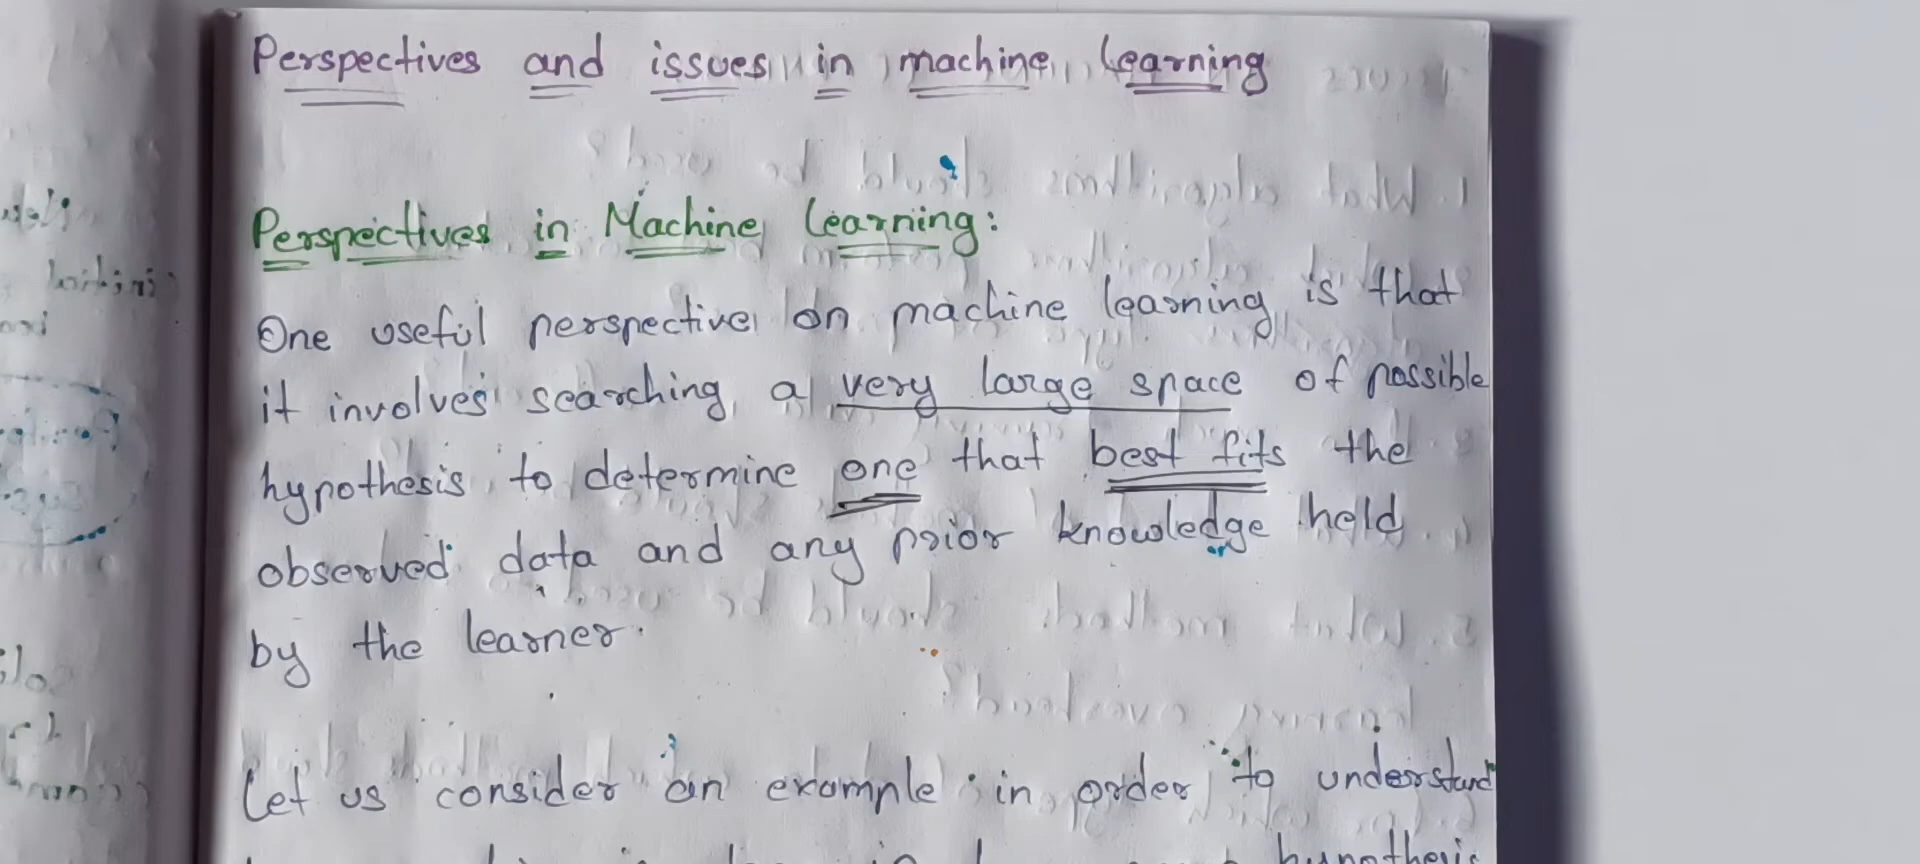 Perspectives and issues in machine learning
Perspectives in Machine Learning:
One useful perspective on machine learning is that
it involves searching a very large space of possible
hypothesis to determine one that best fits the
observed data and any prior knowledge held
by the learner.
Let us consider an example in order to understand
hypothesis